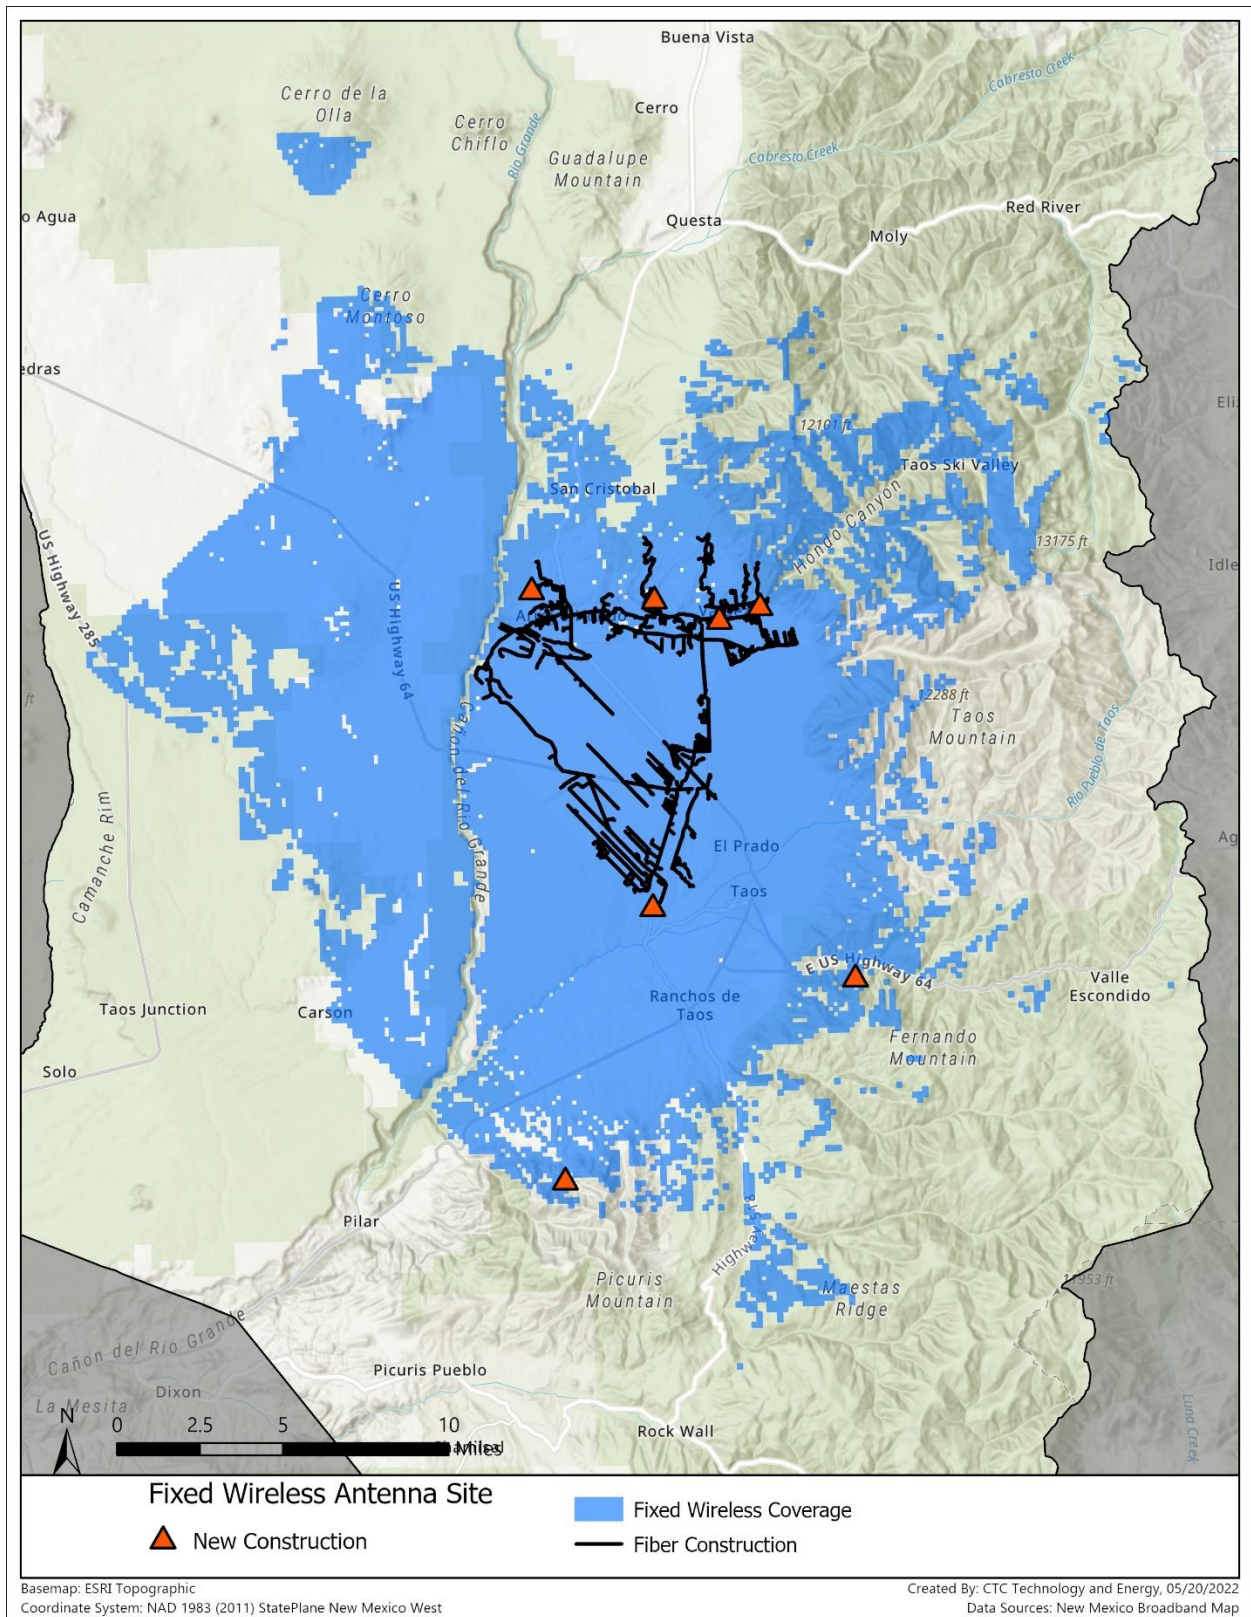 Buena Vista
Cabresto Creek
Cerro de la
Olla
Cerro
Cerro
Chiflo
Rio Grande
Guadalupe
Mountain
Cabresto Creek
o Agua
Questa
Red River
Moly
Cerro
Montoso
edras
Eli
12101 ft
Taos Ski Valley
San Cristobal
Hondo Canyon
13175 ft
US Highway 285
Idle
US Highway 64
ft
12288 ft
Taos
Mountain
Cañon del Rio Grande
Rio Pueblo de Taos
Camanche Rim
El Prado
Ag
Taos
E US Highway 64
Valle
Escondido
Ranchos de
Taos
Taos Junction
Carson
Fernando
Mountain
Solo
Pilar
Highway 518
Picuris
Mountain
Maestas
Ridge
11953 ft
Cañon del Rio Grande
Picuris Pueblo
Dixon
La Mesita
Luna Creek
Rock Wall
N
0 2.5 5 10
Miles
Fixed Wireless Antenna Site
New Construction
Fixed Wireless Coverage
Fiber Construction
Basemap: ESRI Topographic
Coordinate System: NAD 1983 (2011) StatePlane New Mexico West
Created By: CTC Technology and Energy, 05/20/2022
Data Sources: New Mexico Broadband Map